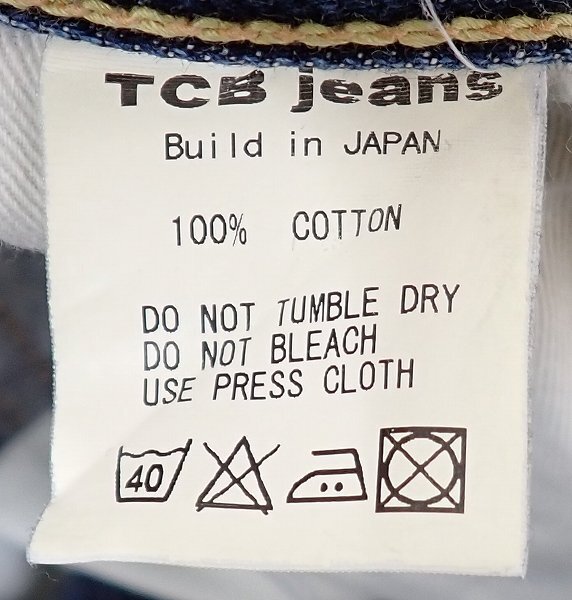 TCB jeans
Build in JAPAN
100% COTTON
DO NOT TUMBLE DRY
DO NOT BLEACH
USE PRESS CLOTH
40